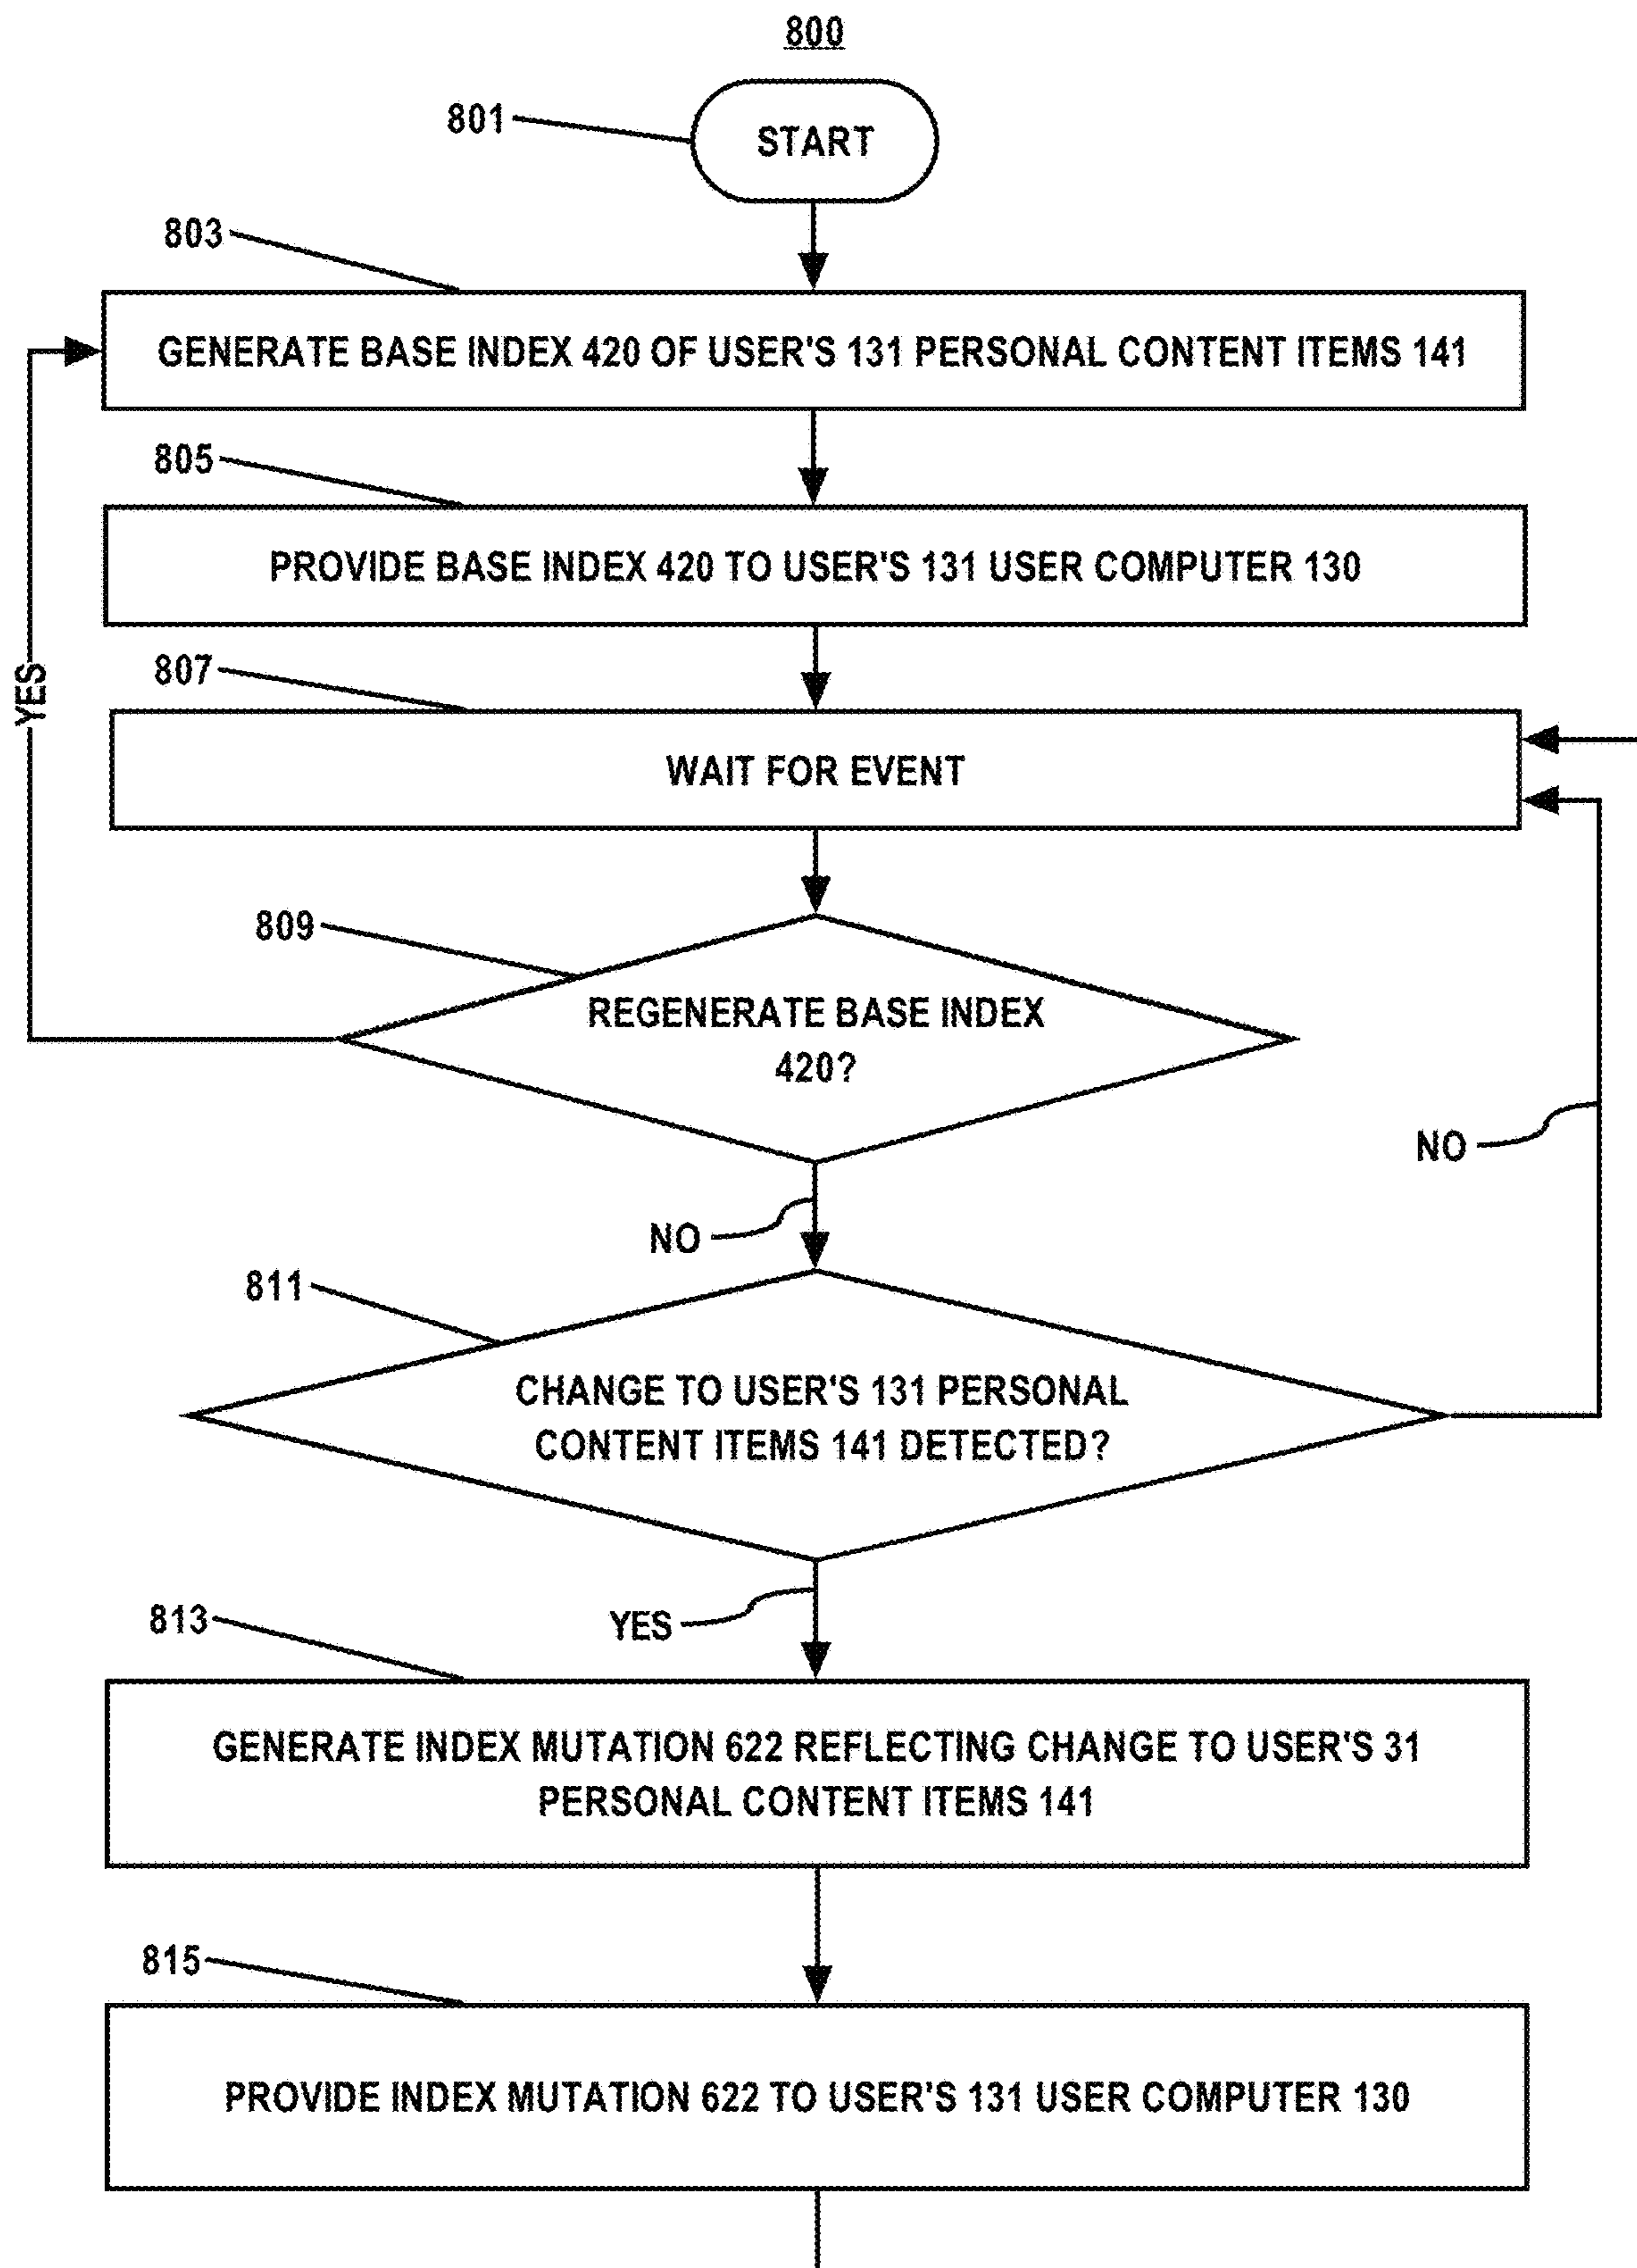 800
801
START
803
GENERATE BASE INDEX 420 OF USER'S 131 PERSONAL CONTENT ITEMS 141
805
PROVIDE BASE INDEX 420 TO USER'S 131 USER COMPUTER 130
YES
807
WAIT FOR EVENT
809
REGENERATE BASE INDEX
420?
NO
NO
811
CHANGE TO USER'S 131 PERSONAL
CONTENT ITEMS 141 DETECTED?
YES
813
GENERATE INDEX MUTATION 622 REFLECTING CHANGE TO USER'S 31
PERSONAL CONTENT ITEMS 141
815
PROVIDE INDEX MUTATION 622 TO USER'S 131 USER COMPUTER 130